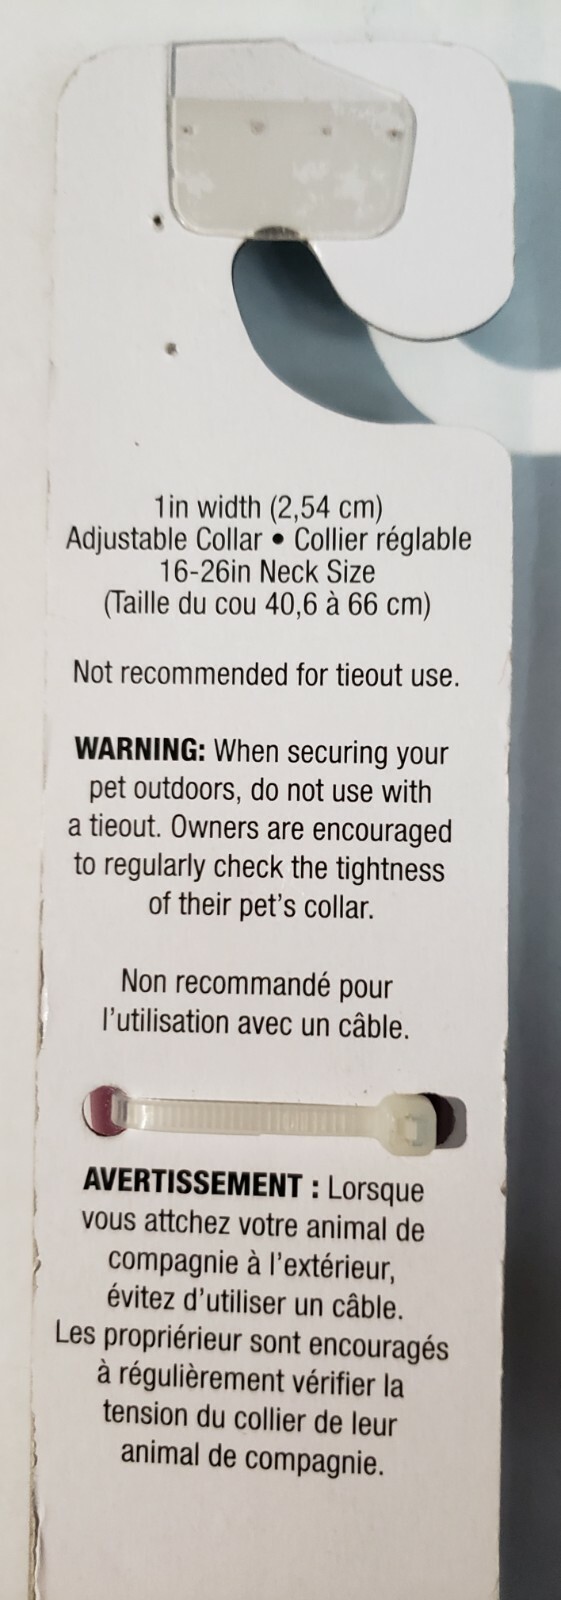 1in width (2,54 cm)
Adjustable Collar • Collier réglable
16-26in Neck Size
(Taille du cou 40,6 à 66 cm)
Not recommended for tieout use.
WARNING: When securing your
pet outdoors, do not use with
a tieout. Owners are encouraged
to regularly check the tightness
of their pet's collar.
Non recommandé pour
l'utilisation avec un câble.
AVERTISSEMENT : Lorsque
vous attchez votre animal de
compagnie à l'extérieur,
évitez d'utiliser un câble.
Les propriérieur sont encouragés
à régulièrement vérifier la
tension du collier de leur
animal de compagnie.